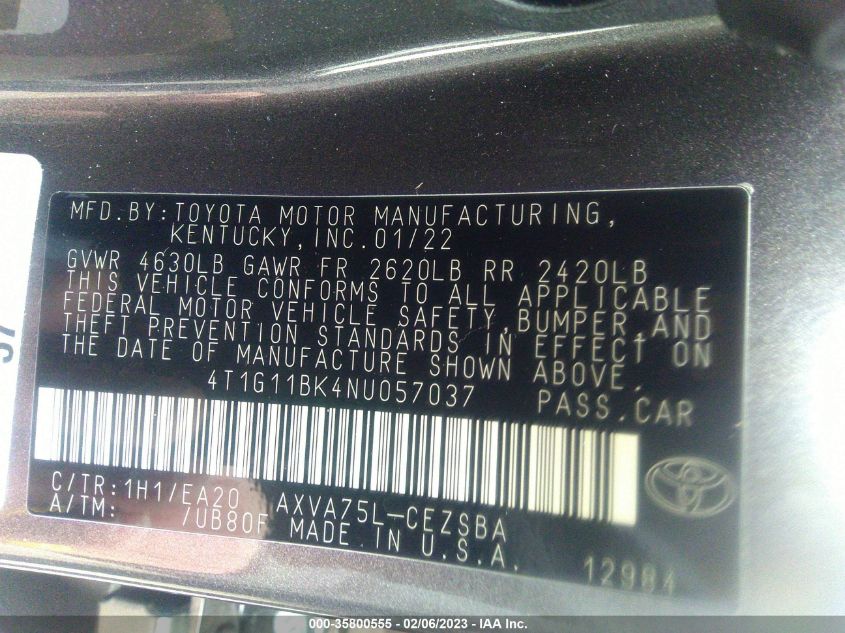 MFD.BY:TOYOTA MOTOR MANUFACTURING,
KENTUCKY,INC.01/22
GVWR 4630LB GAWR FR 2620LB RR 2420LB
THIS VEHICLE CONFORMS TO ALL APPLICABLE
FEDERAL MOTOR VEHICLE SAFETY,BUMPER,AND
THEFT PREVENTION STANDARDS IN EFFECT ON
THE DATE OF MANUFACTURE SHOWN ABOVE.
4T1G11BK4NU057037 PASS.CAR
C/TR:1H1/EA20 AXVA75L-CEZSBA
A/TM: /UB80F MADE IN U.S.A.
12984
000-35800555 - 02/06/2023 - IAA Inc.